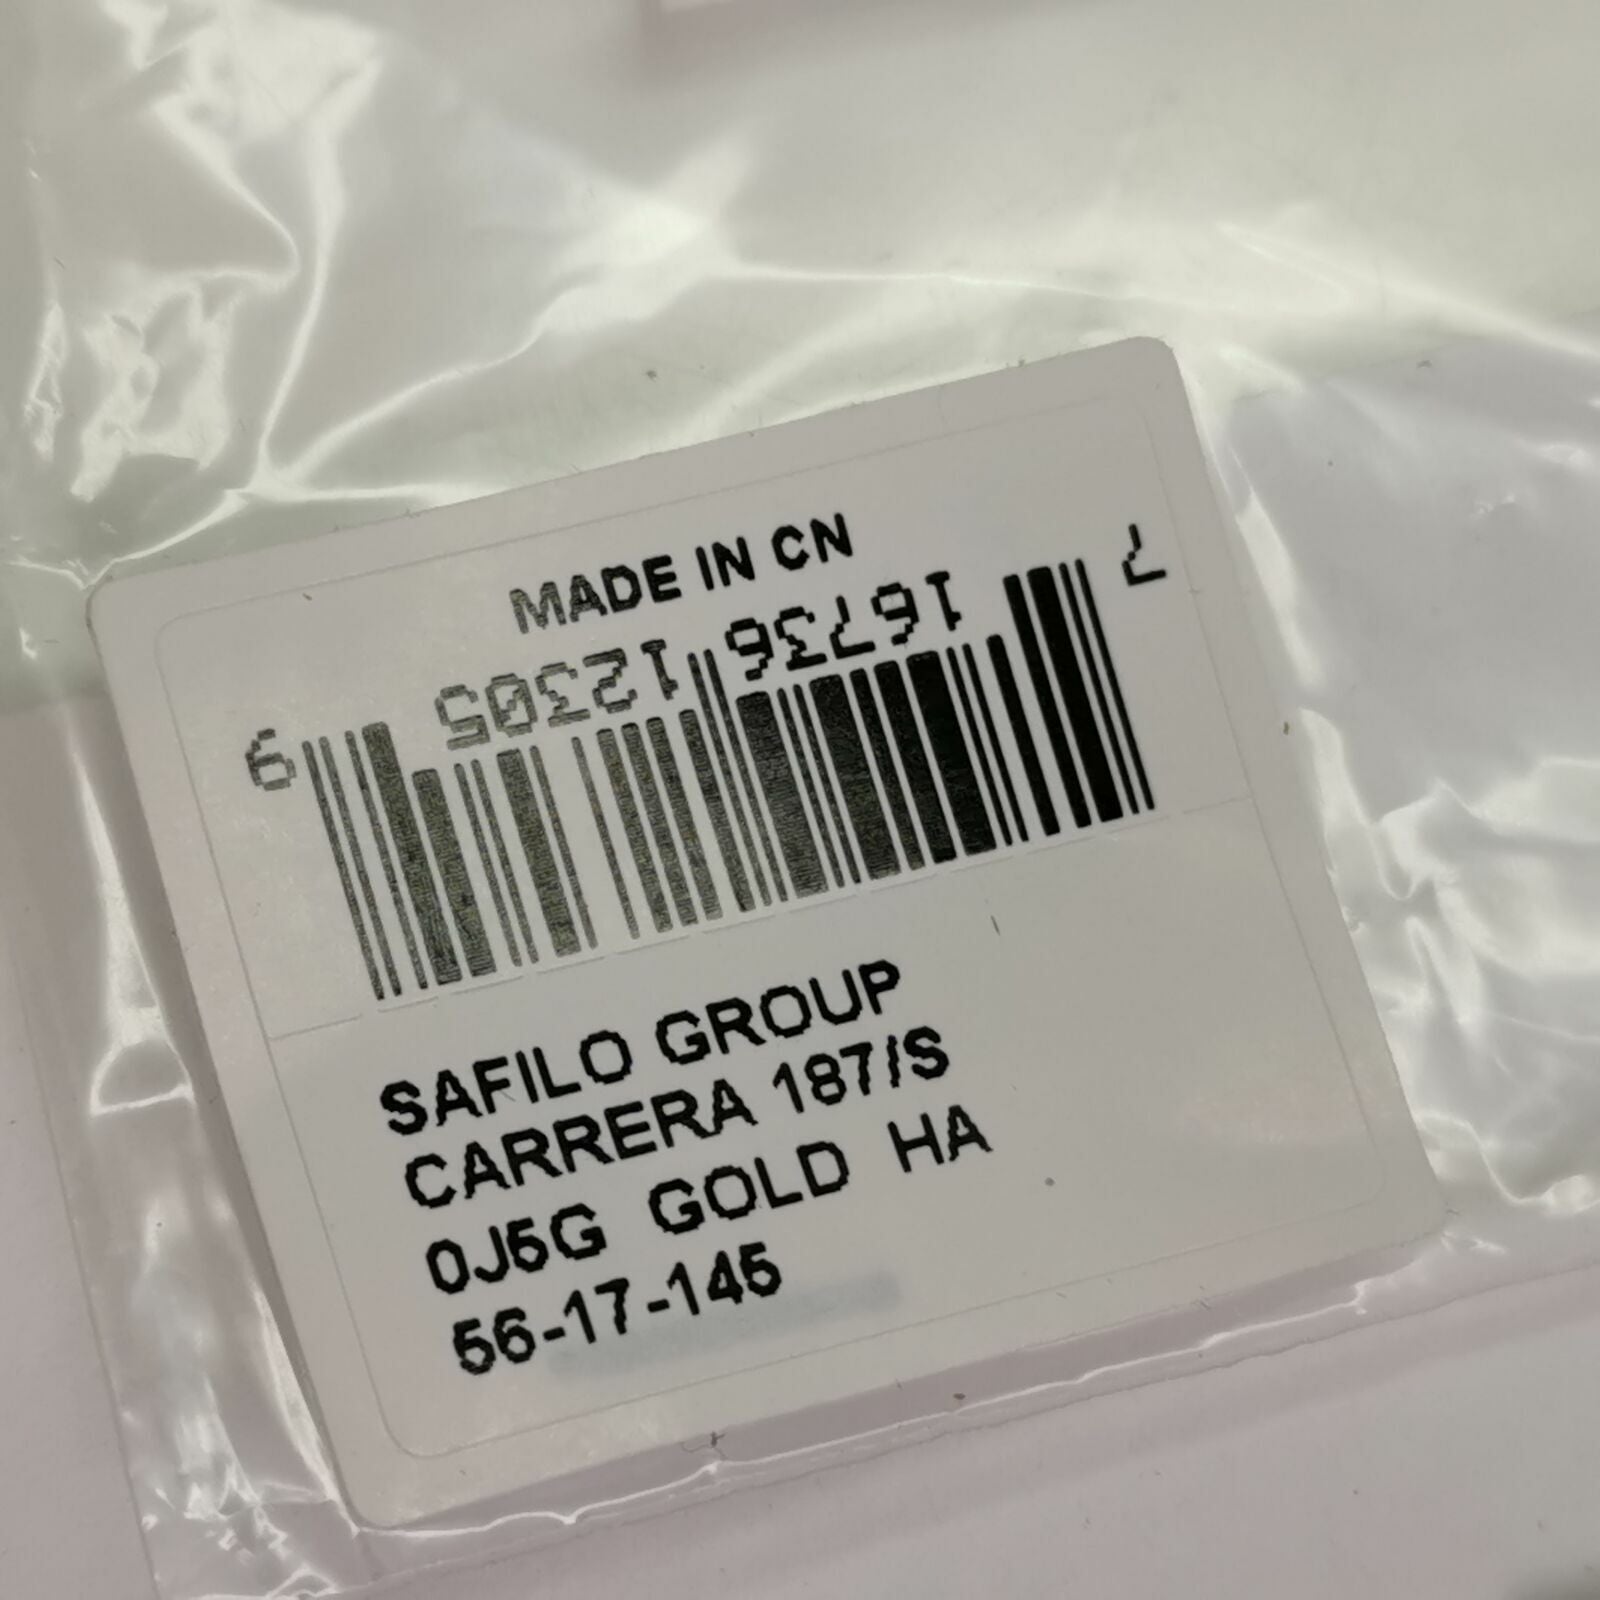 MADE IN CN
7 16736 12305 9
SAFILO GROUP
CARRERA 187/S
0J5G GOLD HA
56-17-145